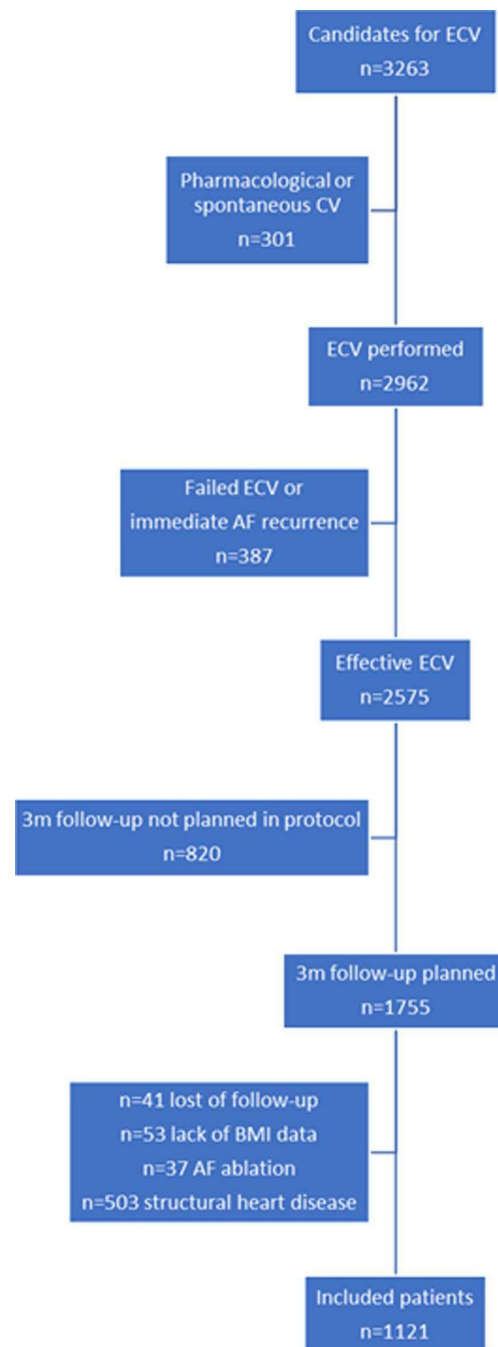 Candidates for ECV
n=3263
Pharmacological or
spontaneous CV
n=301
ECV performed
n=2962
Failed ECV or
immediate AF recurrence
n=387
Effective ECV
n=2575
3m follow-up not planned in protocol
n=820
3m follow-up planned
n=1755
n=41 lost of follow-up
n=53 lack of BMI data
n=37 AF ablation
n=503 structural heart disease
Included patients
n=1121